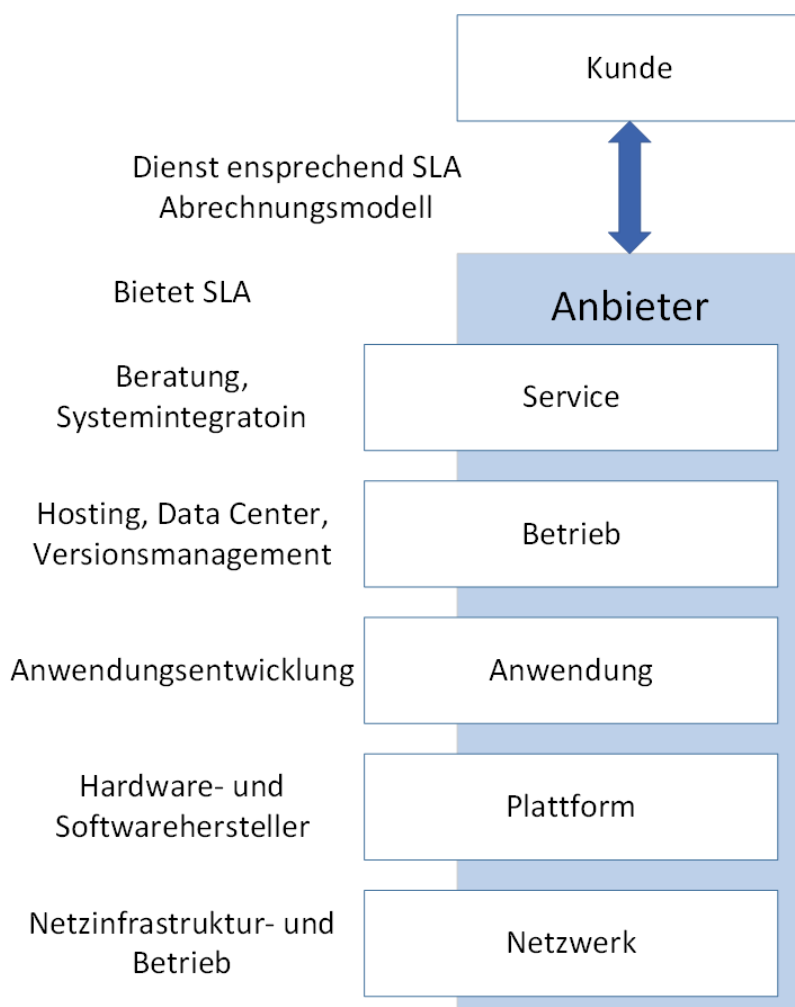 Kunde
Dienst ensprechend SLA
Abrechnungsmodell
Bietet SLA
Anbieter
Beratung,
Systemintegratoin
Service
Hosting, Data Center,
Versionsmanagement
Betrieb
Anwendungsentwicklung
Anwendung
Hardware- und
Softwarehersteller
Plattform
Netzinfrastruktur- und
Betrieb
Netzwerk